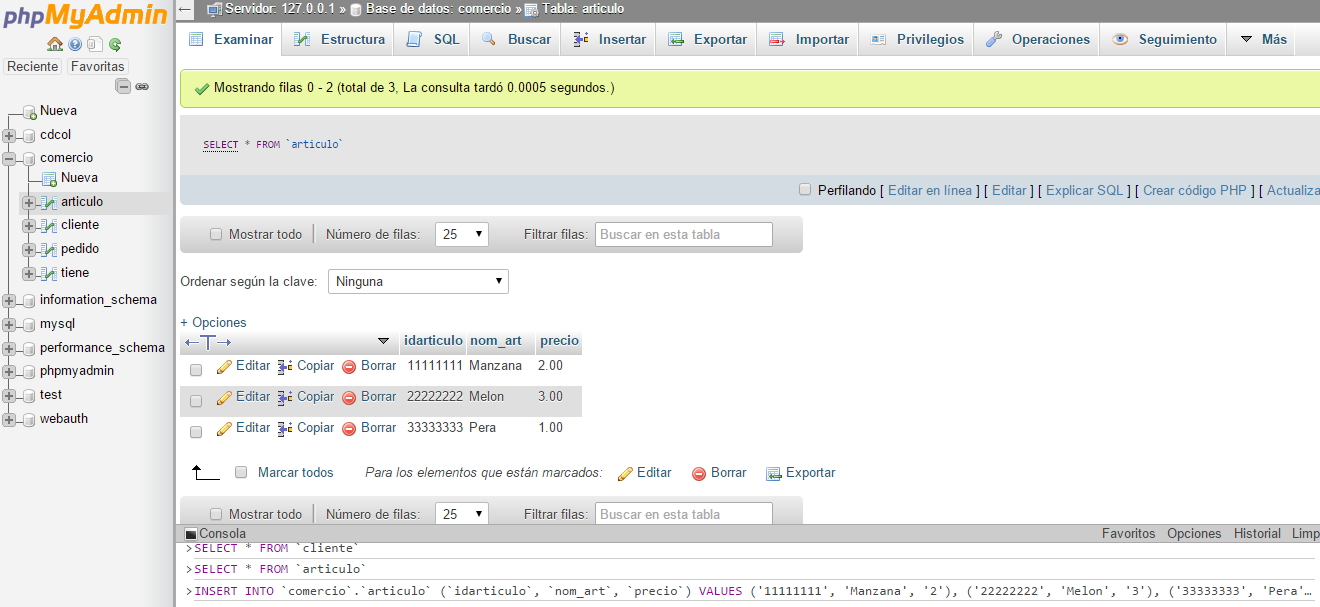 phpMyAdmin
Servidor: 127.0.0.1 » Base de datos: comercio » Tabla: articulo
Examinar Estructura SQL Buscar Insertar Exportar Importar Privilegios Operaciones Seguimiento Más
Reciente Favoritas
Nueva
cdcol
comercio
Nueva
articulo
cliente
pedido
tiene
information_schema
mysql
performance_schema
phpmyadmin
test
webauth
Mostrando filas 0 - 2 (total de 3, La consulta tardó 0.0005 segundos.)
SELECT * FROM `articulo`
Perfilando [ Editar en línea ] [ Editar ] [ Explicar SQL ] [ Crear código PHP ] [ Actualiza
Mostrar todo Número de filas: 25 Filtrar filas: Buscar en esta tabla
Ordenar según la clave: Ninguna
+ Opciones
idarticulo nom_art precio
Editar Copiar Borrar 11111111 Manzana 2.00
Editar Copiar Borrar 22222222 Melon 3.00
Editar Copiar Borrar 33333333 Pera 1.00
Marcar todos Para los elementos que están marcados: Editar Borrar Exportar
Mostrar todo Número de filas: 25 Filtrar filas: Buscar en esta tabla
Consola Favoritos Opciones Historial Limp
>SELECT * FROM `cliente`
>SELECT * FROM `articulo`
>INSERT INTO `comercio`.`articulo` (`idarticulo`, `nom_art`, `precio`) VALUES ('11111111', 'Manzana', '2'), ('22222222', 'Melon', '3'), ('33333333', 'Pera'…